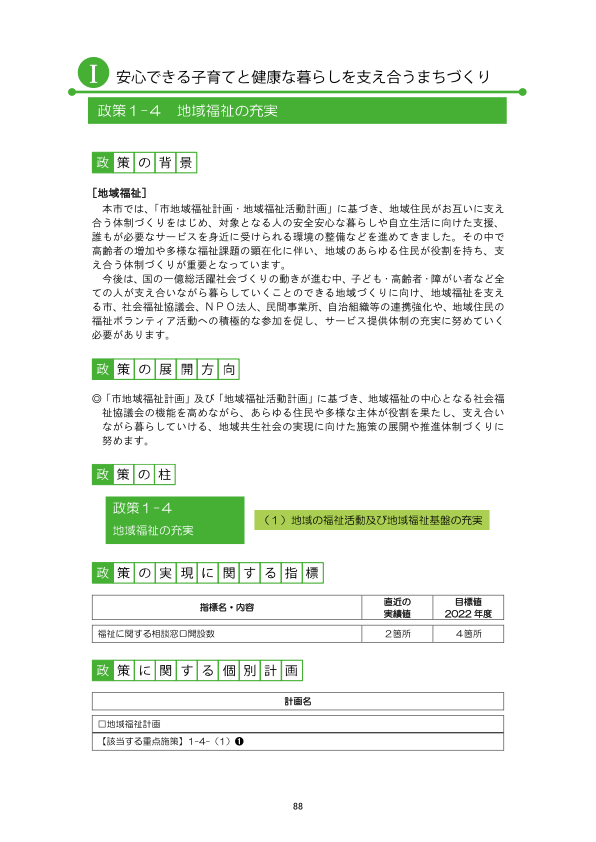 Ⅰ 安心できる子育てと健康な暮らしを支え合うまちづくり
政策１-４　地域福祉の充実
政策の背景
［地域福祉］
本市では、「市地域福祉計画・地域福祉活動計画」に基づき、地域住民がお互いに支え
合う体制づくりをはじめ、対象となる人の安全安心な暮らしや自立生活に向けた支援、
誰もが必要なサービスを身近に受けられる環境の整備などを進めてきました。その中で
高齢者の増加や多様な福祉課題の顕在化に伴い、地域のあらゆる住民が役割を持ち、支
え合う体制づくりが重要となっています。
今後は、国の一億総活躍社会づくりの動きが進む中、子ども・高齢者・障がい者など全
ての人が支え合いながら暮らしていくことのできる地域づくりに向け、地域福祉を支え
る市、社会福祉協議会、ＮＰＯ法人、民間事業所、自治組織等の連携強化や、地域住民の
福祉ボランティア活動への積極的な参加を促し、サービス提供体制の充実に努めていく
必要があります。
政策の展開方向
◎「市地域福祉計画」及び「地域福祉活動計画」に基づき、地域福祉の中心となる社会福
祉協議会の機能を高めながら、あらゆる住民や多様な主体が役割を果たし、支え合い
ながら暮らしていける、地域共生社会の実現に向けた施策の展開や推進体制づくりに
努めます。
政策の柱
政策１-４
地域福祉の充実
（１）地域の福祉活動及び地域福祉基盤の充実
政策の実現に関する指標
指標名・内容 直近の実績値 目標値2022年度
福祉に関する相談窓口開設数 ２箇所 ４箇所
政策に関する個別計画
計画名
□地域福祉計画
【該当する重点施策】1-4-（1）❶
88